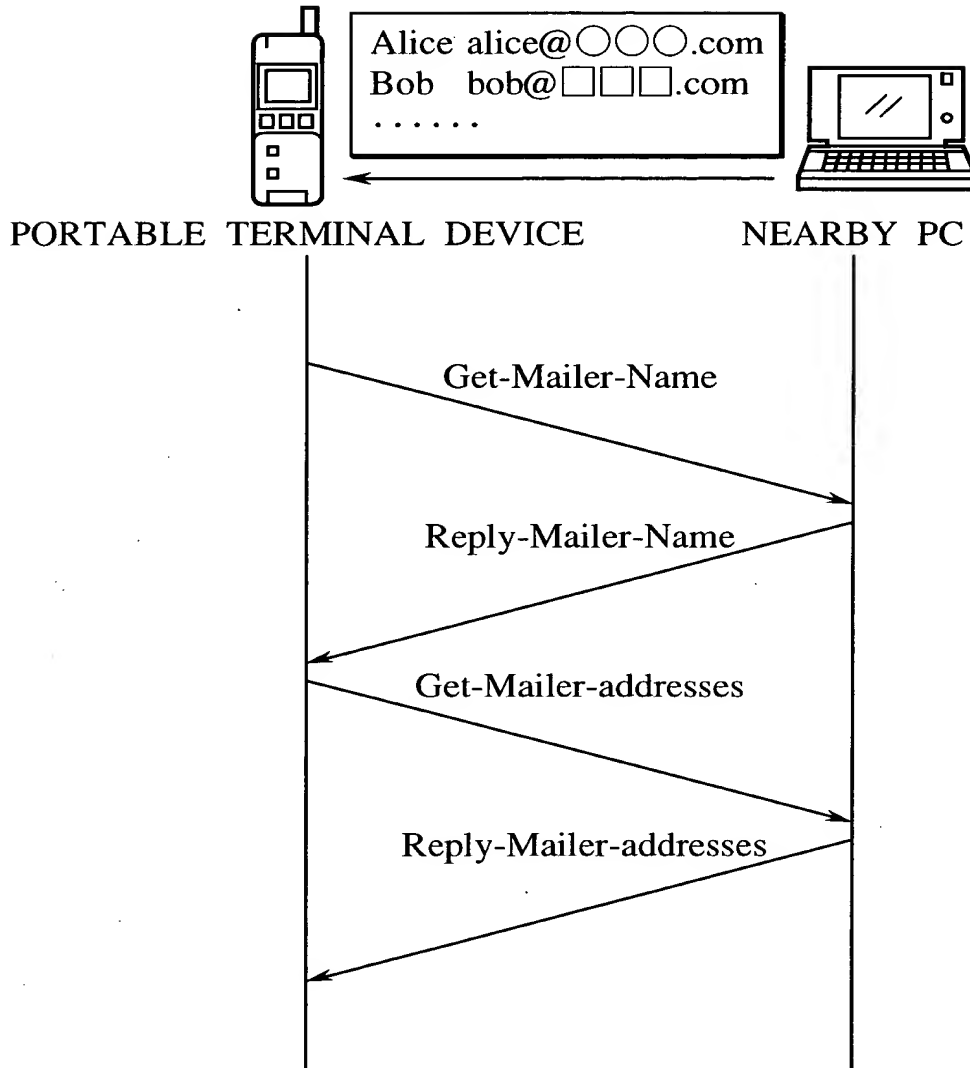 Alice alice@○○○.com
Bob bob@□□□.com
......
PORTABLE TERMINAL DEVICE
NEARBY PC
Get-Mailer-Name
Reply-Mailer-Name
Get-Mailer-addresses
Reply-Mailer-addresses